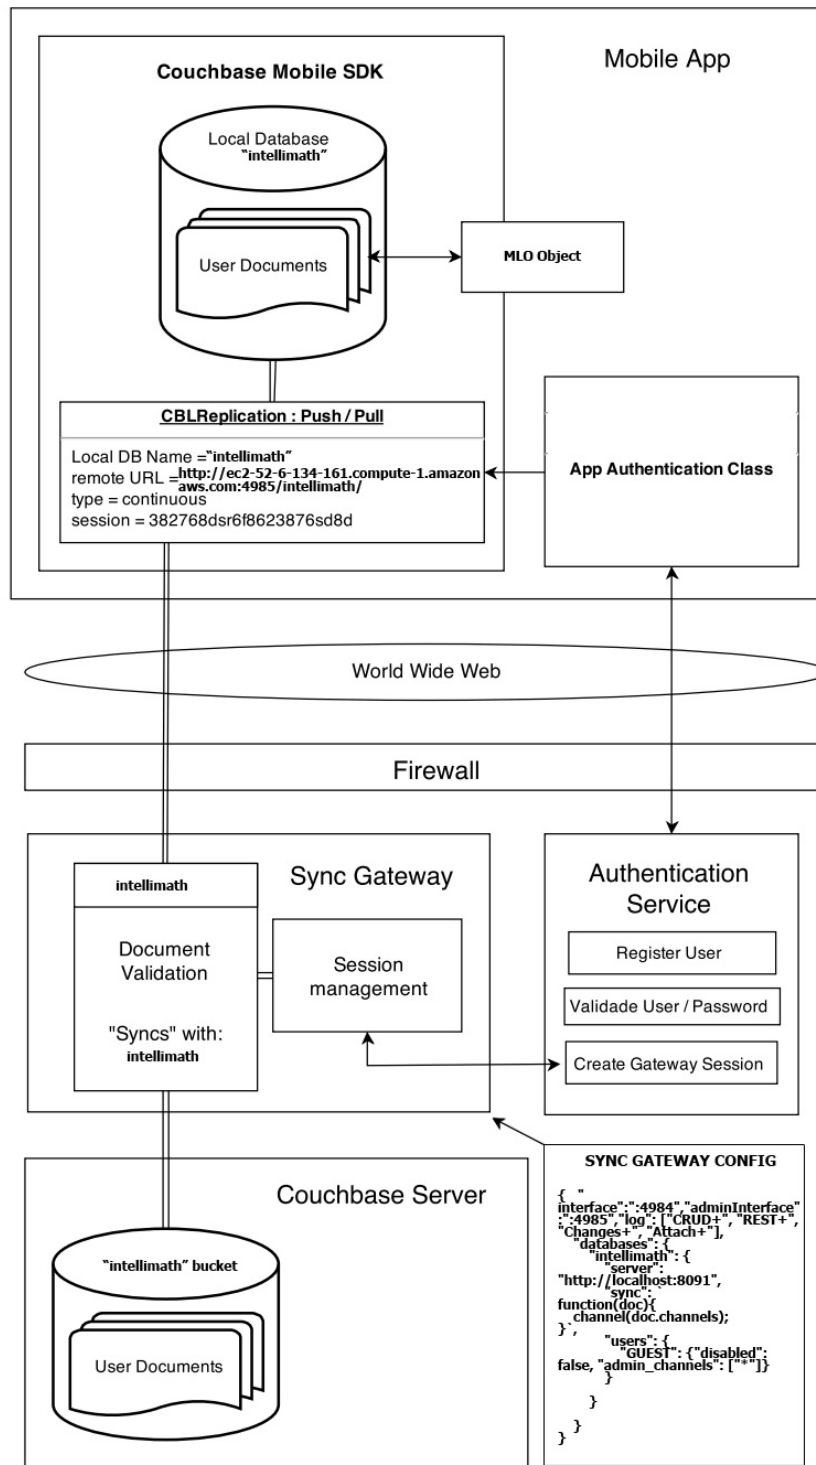 Mobile App
Couchbase Mobile SDK
Local Database
“intellimath”
User Documents
MLO Object
CBLReplication : Push / Pull
Local DB Name =“intellimath”
remote URL =http://ec2-52-6-134-161.compute-1.amazon
aws.com:4985/intellimath/
type = continuous
session = 382768dsr6f8623876sd8d
App Authentication Class
World Wide Web
Firewall
Sync Gateway
intellimath
Document
Validation
"Syncs" with:
intellimath
Session
management
Authentication
Service
Register User
Validade User / Password
Create Gateway Session
Couchbase Server
“intellimath” bucket
User Documents
SYNC GATEWAY CONFIG
{ "
interface":":4984","adminInterface"
:":4985","log": ["CRUD+", "REST+",
"Changes+", "Attach+"],
"databases": {
"intellimath": {
"server":
"http://localhost:8091",
"sync": `
function(doc){
channel(doc.channels);
}`,
"users": {
"GUEST": {"disabled":
false, "admin_channels": ["*"]}
}
}
}
}